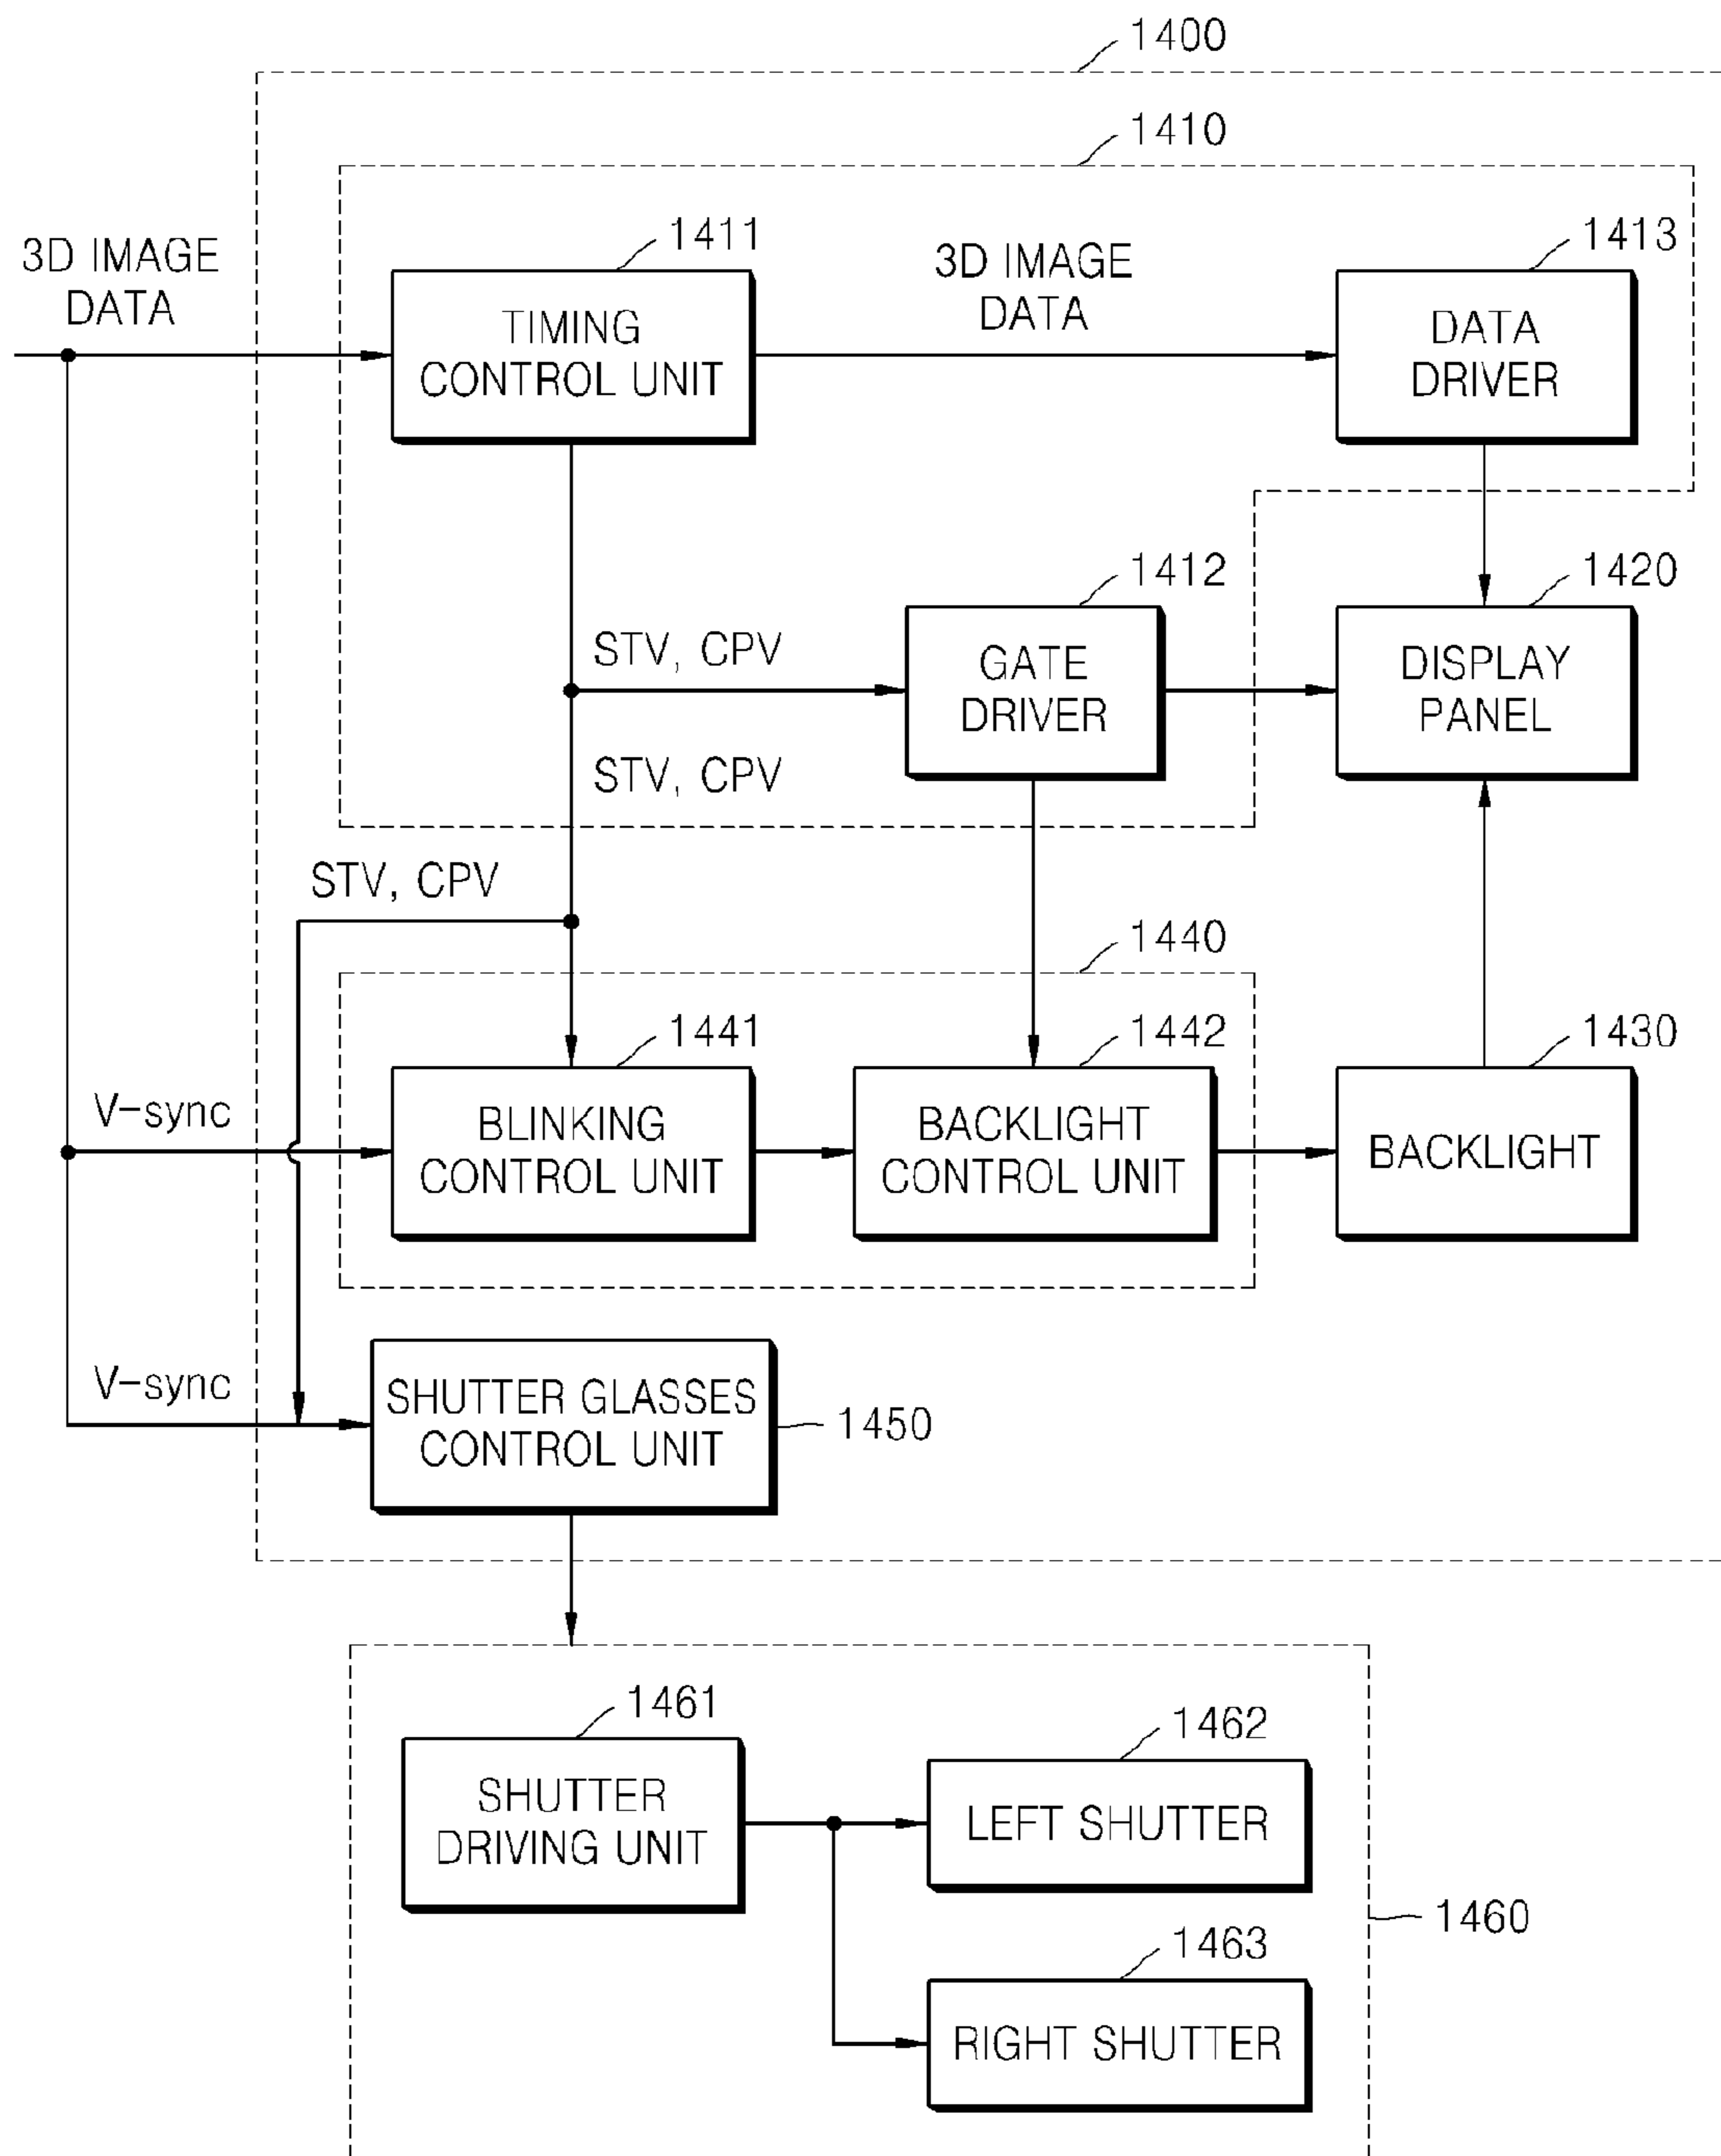 1400
1410
3D IMAGE
DATA
1411
TIMING
CONTROL UNIT
3D IMAGE
DATA
1413
DATA
DRIVER
STV, CPV
1412
GATE
DRIVER
1420
DISPLAY
PANEL
STV, CPV
STV, CPV
1440
V-sync
1441
BLINKING
CONTROL UNIT
1442
BACKLIGHT
CONTROL UNIT
1430
BACKLIGHT
V-sync
SHUTTER GLASSES
CONTROL UNIT
1450
1461
SHUTTER
DRIVING UNIT
1462
LEFT SHUTTER
1460
1463
RIGHT SHUTTER